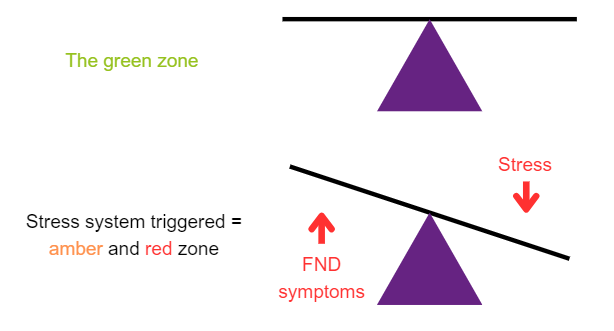 The green zone
Stress
Stress system triggered =
amber and red zone
FND
symptoms